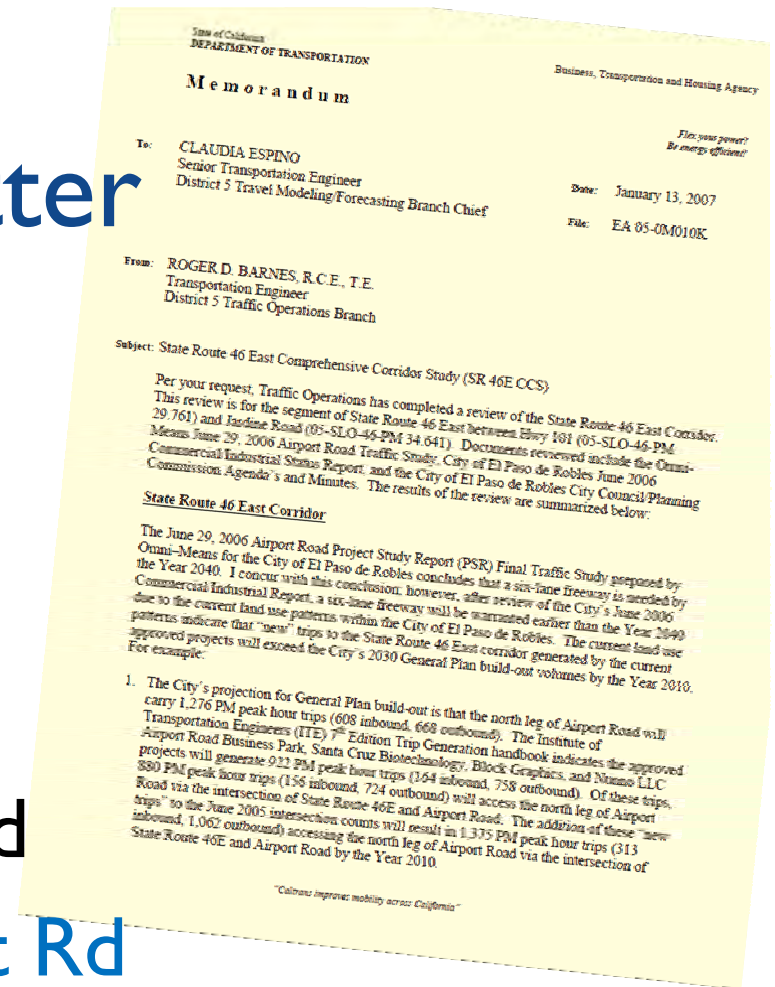 State of California
DEPARTMENT OF TRANSPORTATION
Business, Transportation and Housing Agency
Memorandum
Flex your power!
Be energy efficient!
tter
To: CLAUDIA ESPINO
Senior Transportation Engineer
District 5 Travel Modeling/Forecasting Branch Chief
Date: January 13, 2007
File: EA 05-0M010K
From: ROGER D. BARNES, R.C.E., T.E.
Transportation Engineer
District 5 Traffic Operations Branch
Subject: State Route 46 East Comprehensive Corridor Study (SR 46E CCS)
Per your request, Traffic Operations has completed a review of the State Route 46 East Corridor.
This review is for the segment of State Route 46 East between Hwy 101 (05-SLO-46-PM
29.761) and Jardine Road (05-SLO-46-PM 34.641). Documents reviewed include the Omni-
Means June 29, 2006 Airport Road Traffic Study, City of El Paso de Robles June 2006
Commercial Industrial Status Report, and the City of El Paso de Robles City Council/Planning
Commission Agenda's and Minutes. The results of the review are summarized below:
State Route 46 East Corridor
The June 29, 2006 Airport Road Project Study Report (PSR) Final Traffic Study prepared by
Omni–Means for the City of El Paso de Robles concludes that a six-lane freeway is needed by
the Year 2040. I concur with this conclusion; however, after review of the City's June 2006
Commercial Industrial Report, a six-lane freeway will be warranted earlier than the Year 2040
due to the current land use patterns within the City of El Paso de Robles. The current land use
patterns indicate that "new" trips to the State Route 46 East corridor generated by the current
approved projects will exceed the City's 2030 General Plan build-out volumes by the Year 2010.
For example:
1. The City's projection for General Plan build-out is that the north leg of Airport Road will
carry 1,276 PM peak hour trips (608 inbound, 668 outbound). The Institute of
Transportation Engineers (ITE) 7th Edition Trip Generation handbook indicates the approved
Airport Road Business Park, Santa Cruz Biotechnology, Block Graphics, and Nunno LLC
projects will generate 922 PM peak hour trips (164 inbound, 758 outbound). Of these trips,
880 PM peak hour trips (156 inbound, 724 outbound) will access the north leg of Airport
Road via the intersection of State Route 46E and Airport Road. The addition of these "new
trips" to the June 2005 intersection counts will result in 1,375 PM peak hour trips (313
inbound, 1,062 outbound) accessing the north leg of Airport Road via the intersection of
State Route 46E and Airport Road by the Year 2010.
d
"Caltrans improves mobility across California"
t Rd